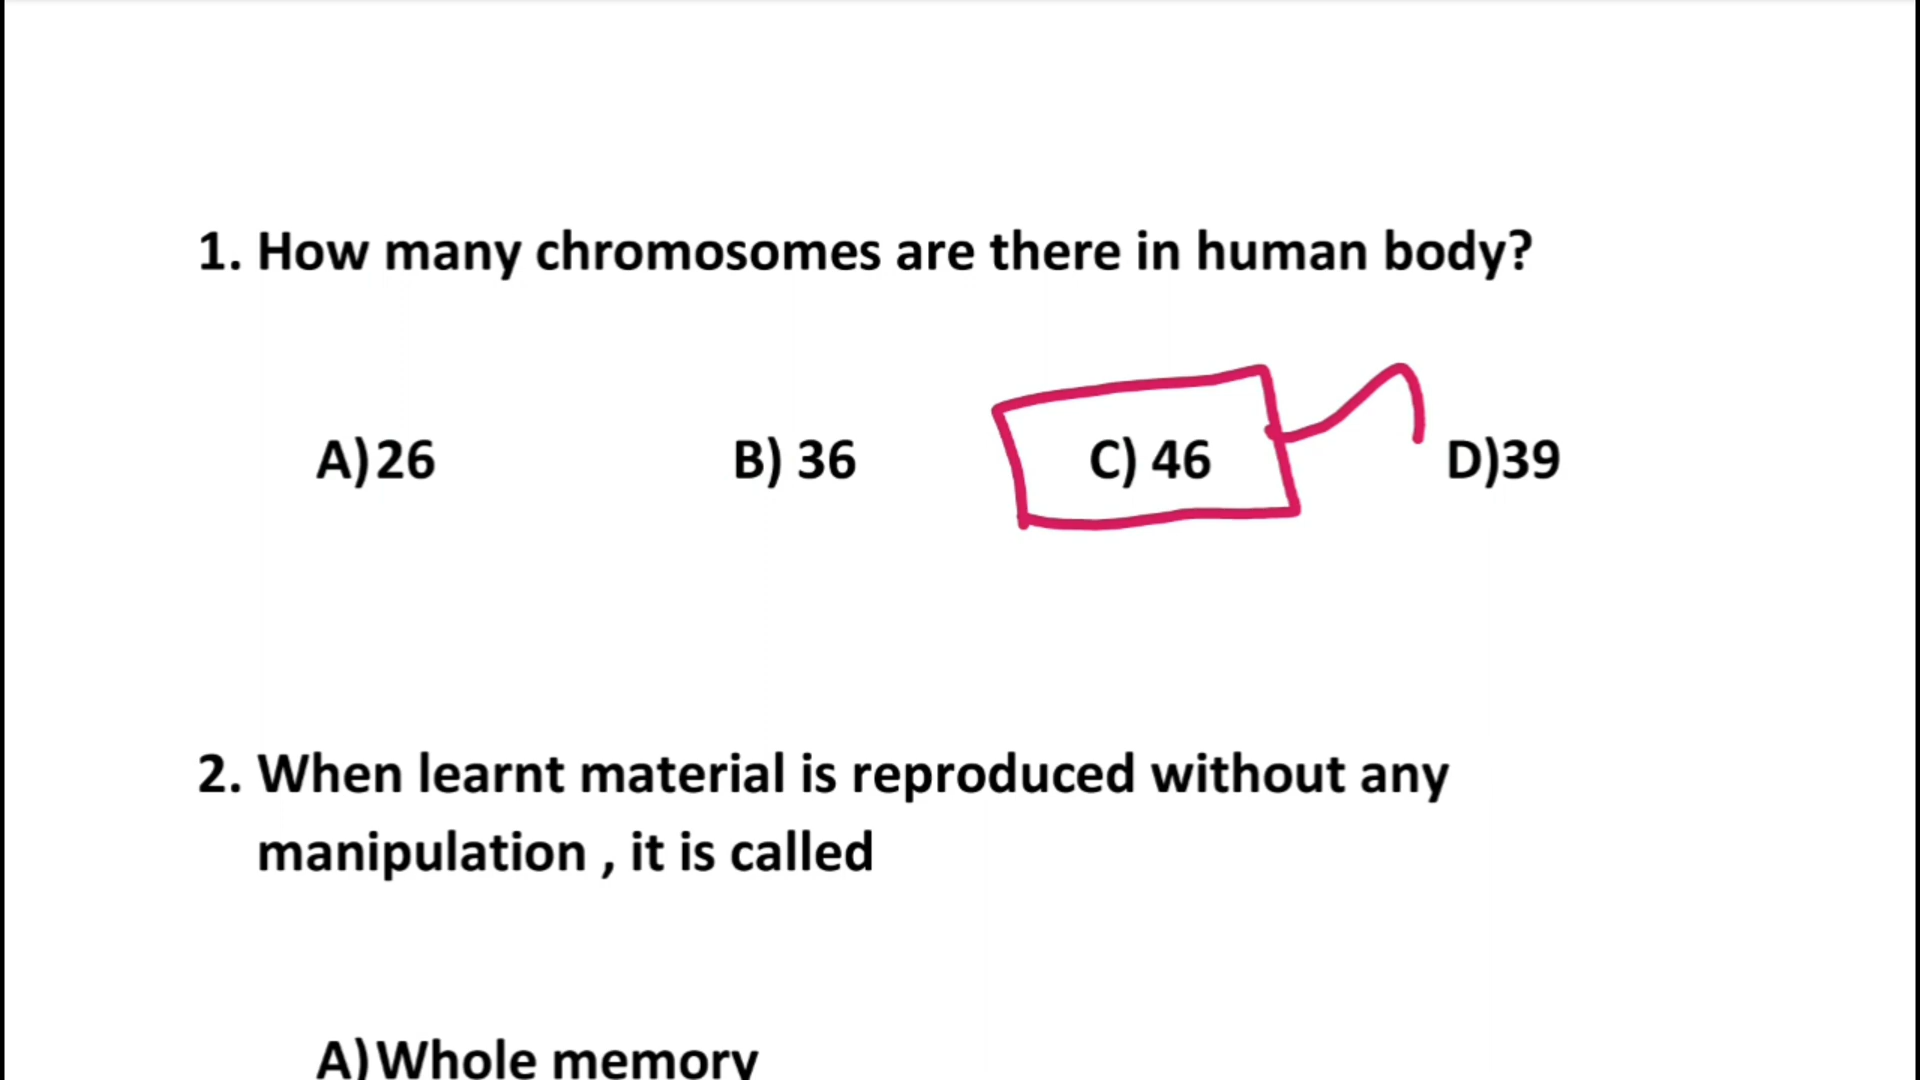 1. How many chromosomes are there in human body?
A)26 B) 36 C) 46 D)39
2. When learnt material is reproduced without any
manipulation , it is called
A)Whole memory